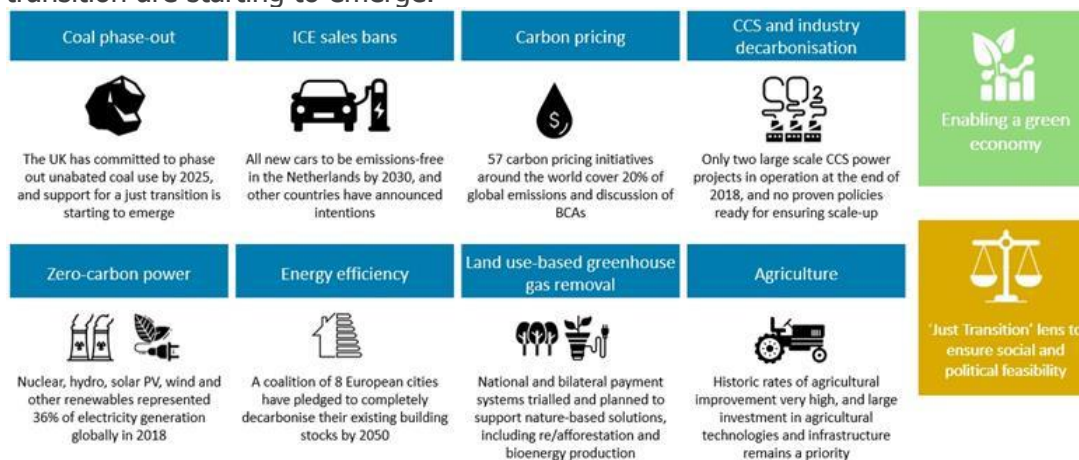 transition are starting to emerge.
Coal phase-out
ICE sales bans
Carbon pricing
CCS and industry
decarbonisation
CO2
$
The UK has committed to phase
out unabated coal use by 2025,
and support for a just transition is
starting to emerge
All new cars to be emissions-free
in the Netherlands by 2030, and
other countries have announced
intentions
57 carbon pricing initiatives
around the world cover 20% of
global emissions and discussion of
BCAs
Only two large scale CCS power
projects in operation at the end of
2018, and no proven policies
ready for ensuring scale-up
Enabling a green
economy
Zero-carbon power
Energy efficiency
Land use-based greenhouse
gas removal
Agriculture
Nuclear, hydro, solar PV, wind and
other renewables represented
36% of electricity generation
globally in 2018
A coalition of 8 European cities
have pledged to completely
decarbonise their existing building
stocks by 2050
National and bilateral payment
systems trialled and planned to
support nature-based solutions,
including re/afforestation and
bioenergy production
Historic rates of agricultural
improvement very high, and large
investment in agricultural
technologies and infrastructure
remains a priority
'Just Transition' lens to
ensure social and
political feasibility